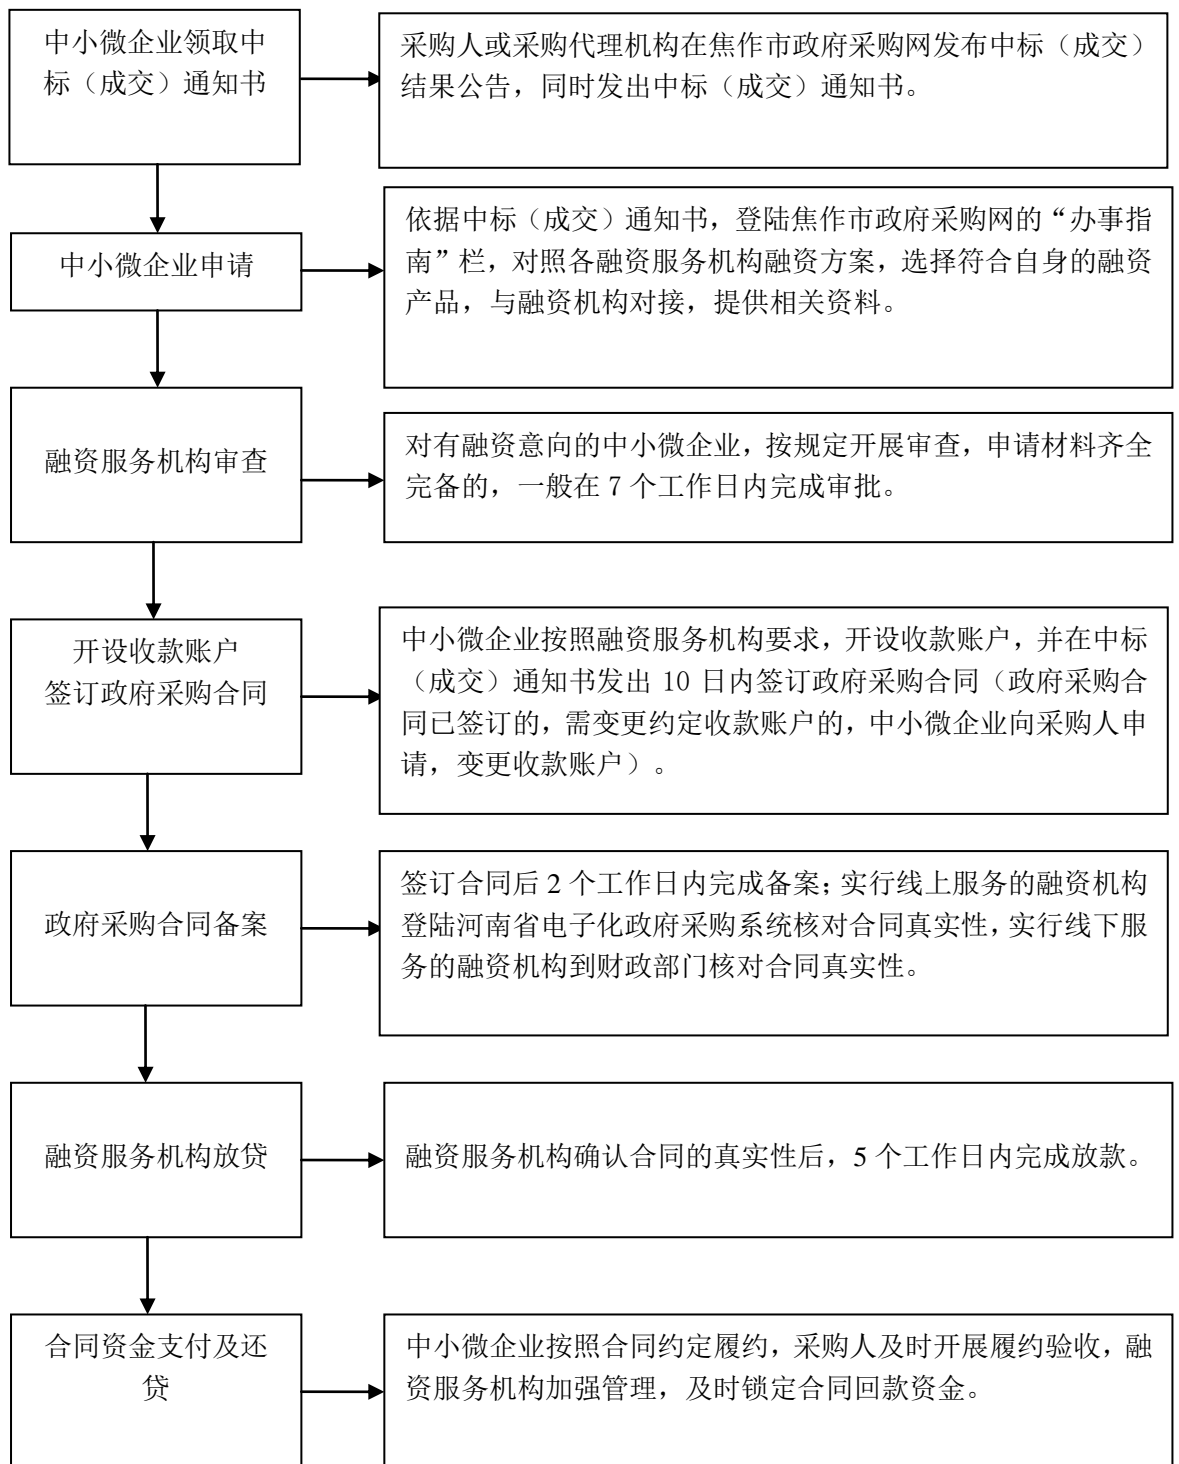 中小微企业领取中
标（成交）通知书
采购人或采购代理机构在焦作市政府采购网发布中标（成交）
结果公告，同时发出中标（成交）通知书。
中小微企业申请
依据中标（成交）通知书，登陆焦作市政府采购网的“办事指
南”栏，对照各融资服务机构融资方案，选择符合自身的融资
产品，与融资机构对接，提供相关资料。
融资服务机构审查
对有融资意向的中小微企业，按规定开展审查，申请材料齐全
完备的，一般在 7 个工作日内完成审批。
开设收款账户
签订政府采购合同
中小微企业按照融资服务机构要求，开设收款账户，并在中标
（成交）通知书发出 10 日内签订政府采购合同（政府采购合
同已签订的，需变更约定收款账户的，中小微企业向采购人申
请，变更收款账户）。
政府采购合同备案
签订合同后 2 个工作日内完成备案；实行线上服务的融资机构
登陆河南省电子化政府采购系统核对合同真实性，实行线下服
务的融资机构到财政部门核对合同真实性。
融资服务机构放贷
融资服务机构确认合同的真实性后，5 个工作日内完成放款。
合同资金支付及还
贷
中小微企业按照合同约定履约，采购人及时开展履约验收，融
资服务机构加强管理，及时锁定合同回款资金。